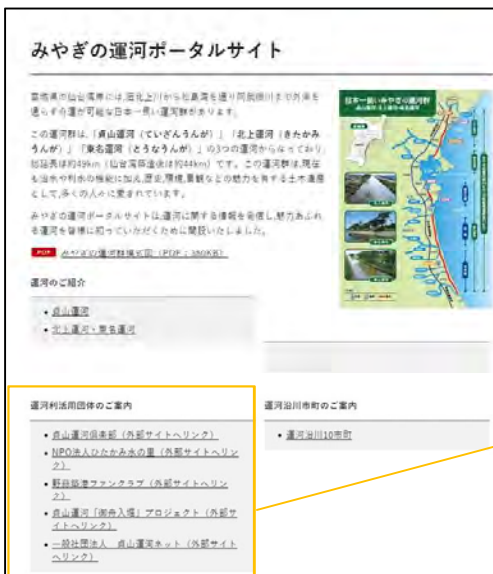 みやぎの運河ポータルサイト
宮城県の仙台湾岸には、旧北上川から松島湾を通り阿武隈川まで外洋を
通らず舟運が可能な日本一長い運河群があります。
この運河群は、「貞山運河（ていざんうんが）」「北上運河（きたかみ
うんが）」「東名運河（とうなうんが）」の3つの運河からなっており、
総延長は約49km（仙台湾系運河は約44km）です。この運河群は、現在
も治水や利水の機能に加え、歴史、環境、景観などの魅力を有する土木遺産
として、多くの人々に愛されています。
みやぎの運河ポータルサイトは、運河に関する情報を発信し、魅力あふれ
る運河を皆様に知っていただくために開設いたしました。
PDF みやぎの運河群模式図（PDF：380KB）
日本一長いみやぎの運河群
運河のご紹介
• 貞山運河
• 北上運河・東名運河
運河利活用団体のご案内
• 貞山運河倶楽部（外部サイトへリンク）
• NPO法人ひたかみ水の里（外部サイトへリン
ク）
• 野蒜築港ファンクラブ（外部サイトへリン
ク）
• 貞山運河「御舟入堀」プロジェクト（外部サ
イトへリンク）
• 一般社団法人　貞山運河ネット（外部サイト
へリンク）
運河沿川市町のご案内
• 運河沿川10市町